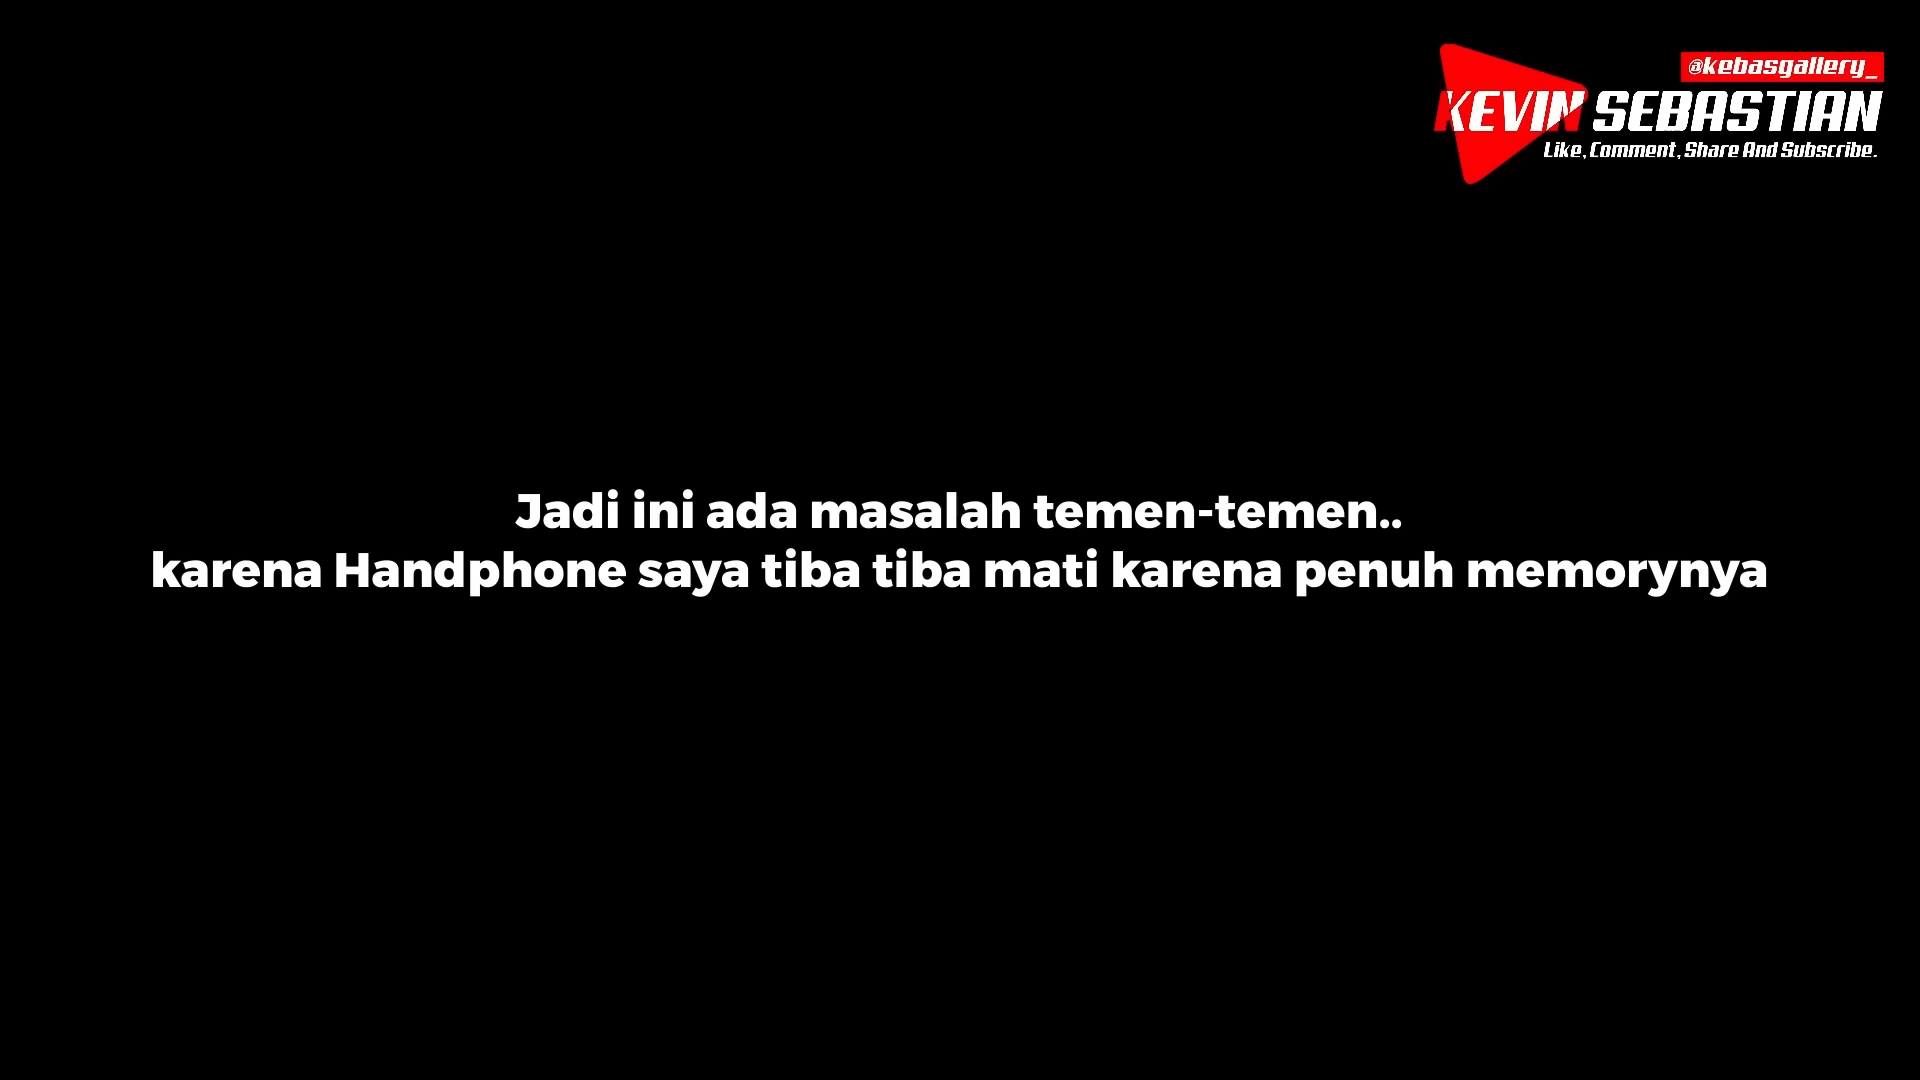 @kebasgallery_
KEVIN SEBASTIAN
Like, Comment, Share And Subscribe.
Jadi ini ada masalah temen-temen..
karena Handphone saya tiba tiba mati karena penuh memorynya